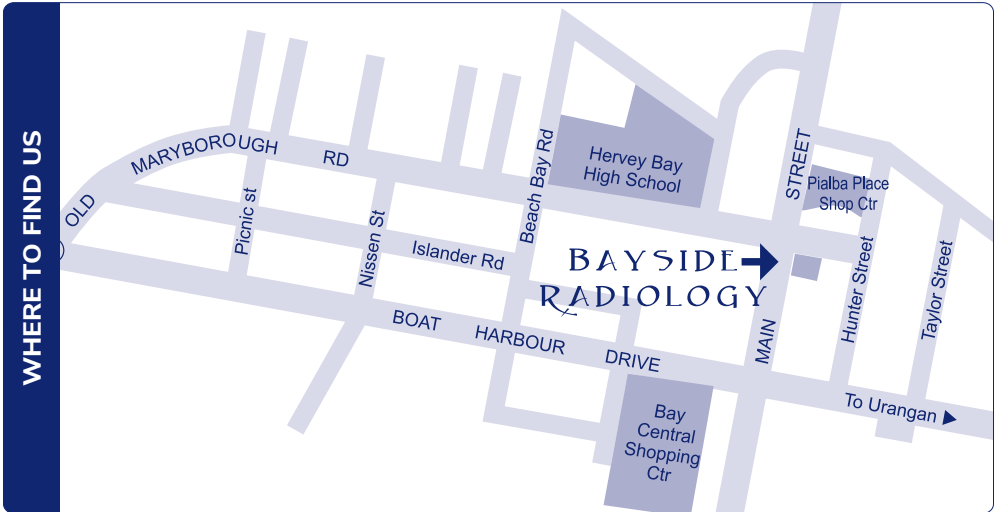 WHERE TO FIND US
OLD
MARYBOROUGH
RD
Picnic st
Nissen St
Islander Rd
Beach Bay Rd
Hervey Bay
High School
STREET
Pialba Place
Shop Ctr
BAYSIDE
RADIOLOGY
MAIN
Hunter Street
Taylor Street
BOAT
HARBOUR
DRIVE
To Urangan
Bay
Central
Shopping
Ctr